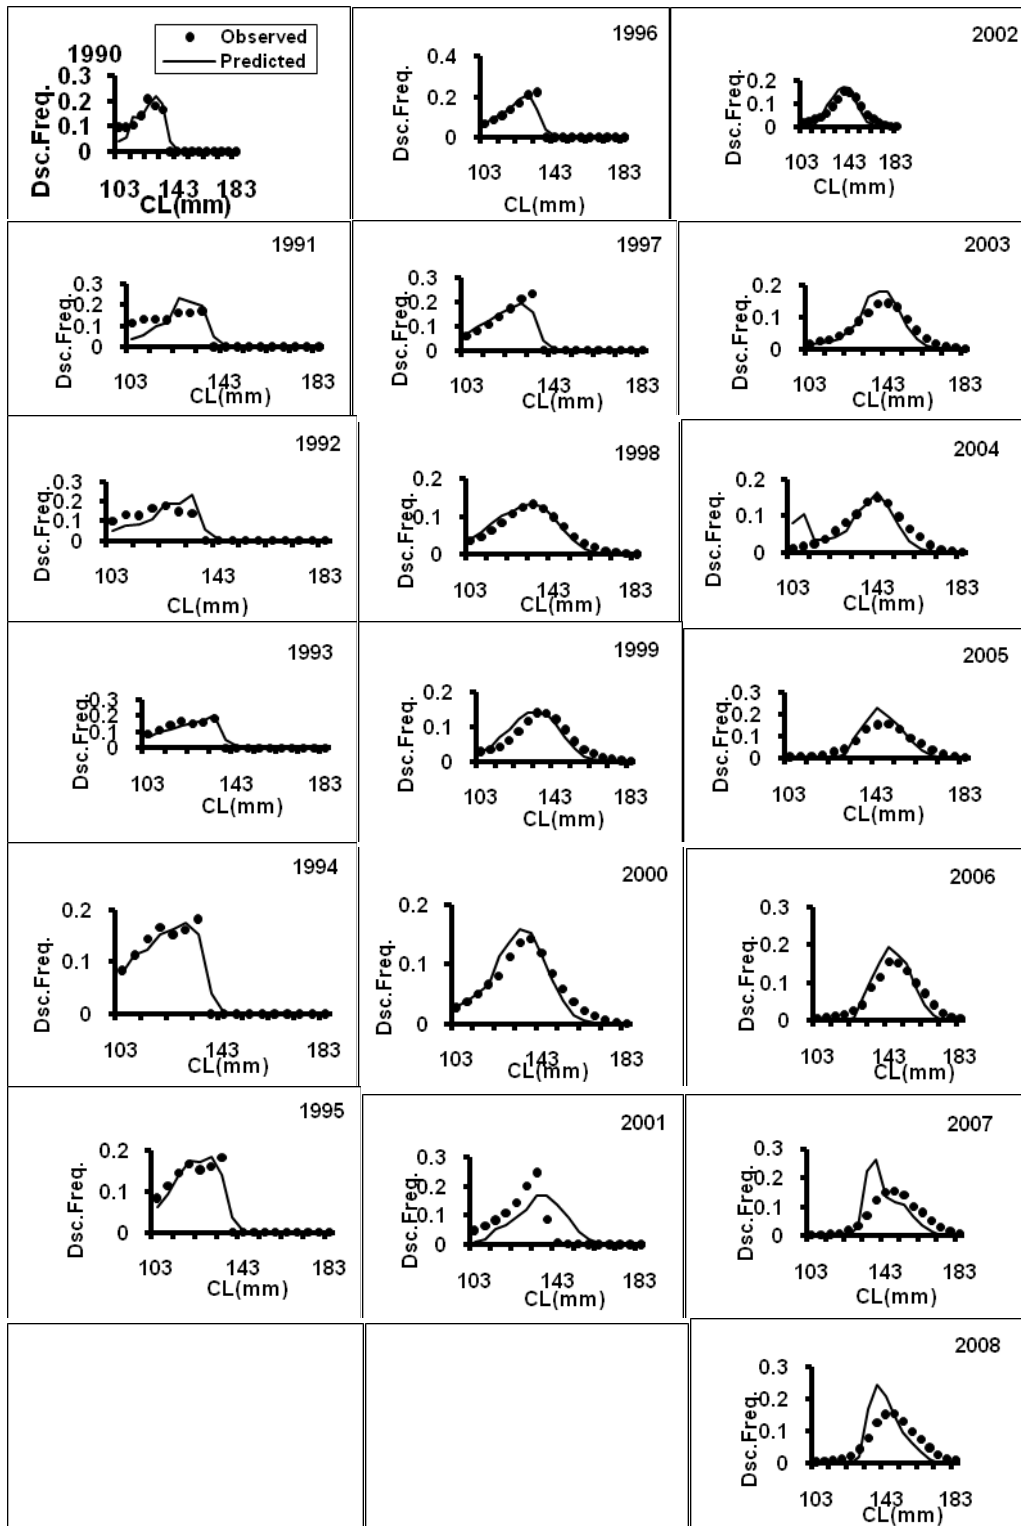 1990
Observed
Predicted
Dsc.Freq.
0.3
0.2
0.1
0
103 143 183
CL(mm)
1996
Dsc.Freq.
0.4
0.2
0
103 143 183
CL(mm)
2002
Dsc.Freq.
0.2
0.1
0
103 143 183
CL(mm)
1991
Dsc.Freq.
0.3
0.2
0.1
0
103 143 183
CL(mm)
1997
Dsc.Freq.
0.3
0.2
0.1
0
103 143 183
CL(mm)
2003
Dsc.Freq.
0.2
0.1
0
103 143 183
CL(mm)
1992
Dsc.Freq.
0.3
0.2
0.1
0
103 143 183
CL(mm)
1998
Dsc.Freq.
0.2
0.1
0
103 143 183
CL(mm)
2004
Dsc.Freq.
0.2
0.1
0
103 143 183
CL(mm)
1993
Dsc.Freq.
0.3
0.2
0.1
0
103 143 183
CL(mm)
1999
Dsc.Freq.
0.2
0.1
0
103 143 183
CL(mm)
2005
Dsc.Freq.
0.3
0.2
0.1
0
103 143 183
CL(mm)
1994
Dsc.Freq.
0.2
0.1
0
103 143 183
CL(mm)
2000
Dsc.Freq.
0.2
0.1
0
103 143 183
CL(mm)
2006
Dsc.Freq.
0.3
0.2
0.1
0
103 143 183
CL(mm)
1995
Dsc.Freq.
0.2
0.1
0
103 143 183
CL(mm)
2001
Dsc.Freq.
0.3
0.2
0.1
0
103 143 183
CL(mm)
2007
Dsc.Freq.
0.3
0.2
0.1
0
103 143 183
CL(mm)
2008
Dsc.Freq.
0.3
0.2
0.1
0
103 143 183
CL(mm)